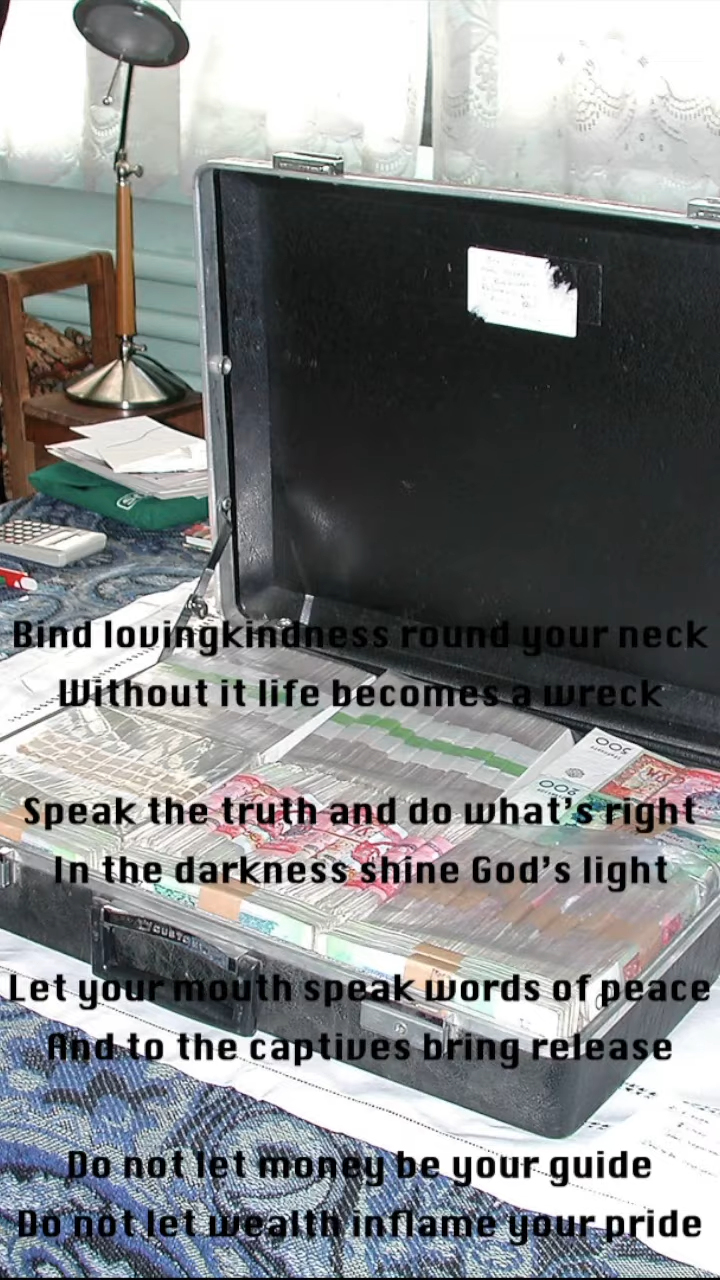 Bind lovingkindness round your neck
Without it life becomes a wreck
Speak the truth and do what's right
In the darkness shine God's light
Let your mouth speak words of peace
And to the captives bring release
Do not let money be your guide
Do not let wealth inflame your pride
500
200